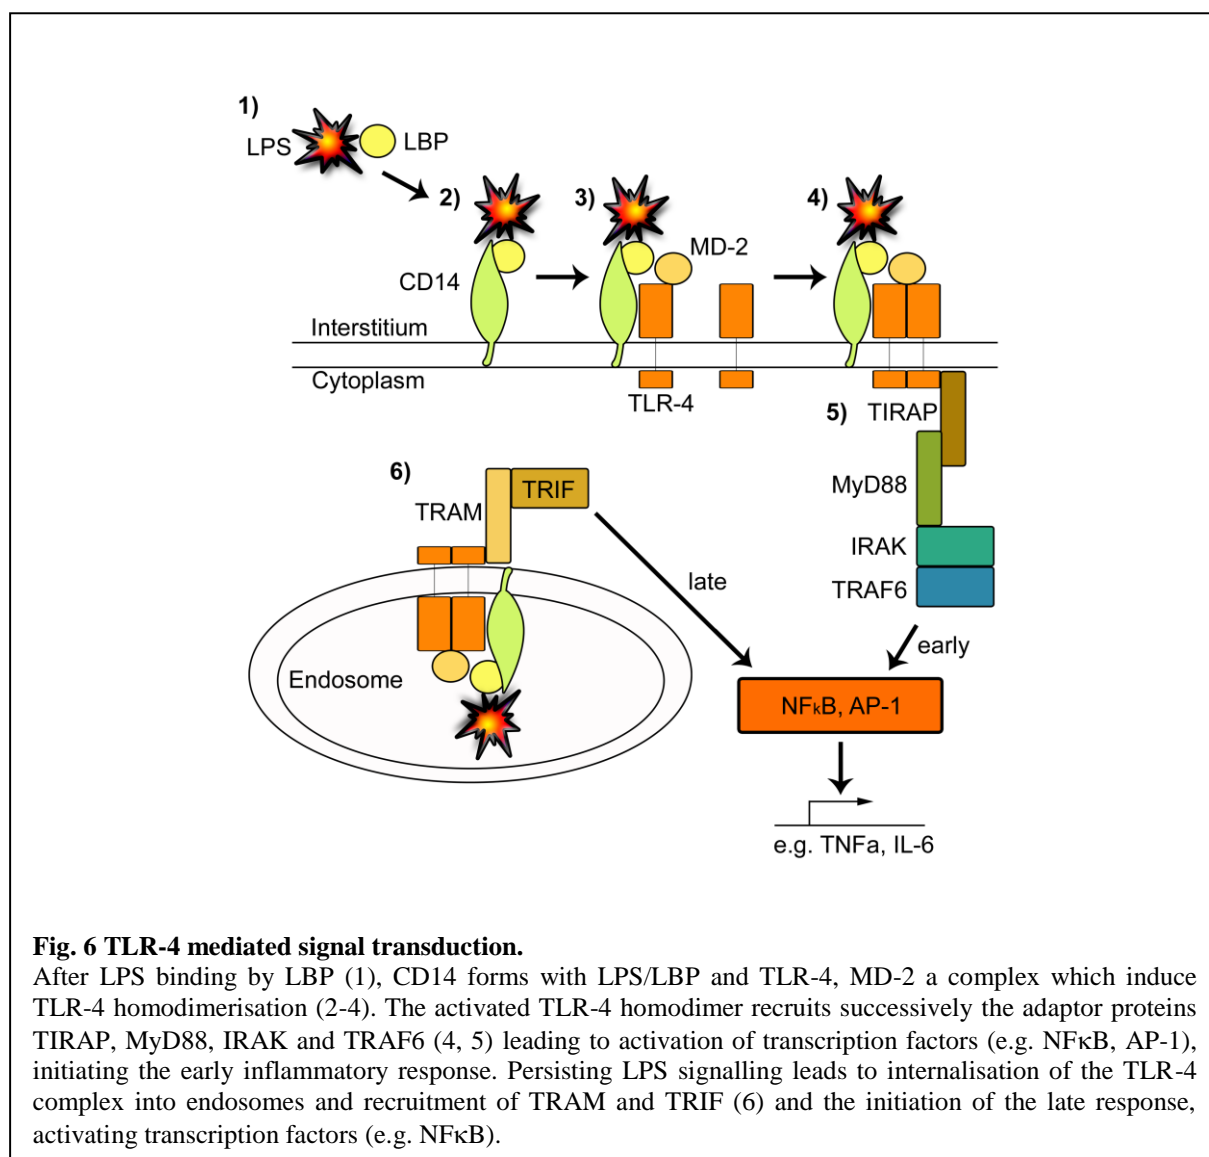 1)
LPS
LBP
2)
3)
4)
MD-2
CD14
Interstitium
Cytoplasm
TLR-4
5)
TIRAP
6)
TRIF
MyD88
TRAM
IRAK
late
TRAF6
early
Endosome
NFκB, AP-1
e.g. TNFa, IL-6
Fig. 6 TLR-4 mediated signal transduction.
After LPS binding by LBP (1), CD14 forms with LPS/LBP and TLR-4, MD-2 a complex which induce
TLR-4 homodimerisation (2-4). The activated TLR-4 homodimer recruits successively the adaptor proteins
TIRAP, MyD88, IRAK and TRAF6 (4, 5) leading to activation of transcription factors (e.g. NFκB, AP-1),
initiating the early inflammatory response. Persisting LPS signalling leads to internalisation of the TLR-4
complex into endosomes and recruitment of TRAM and TRIF (6) and the initiation of the late response,
activating transcription factors (e.g. NFκB).